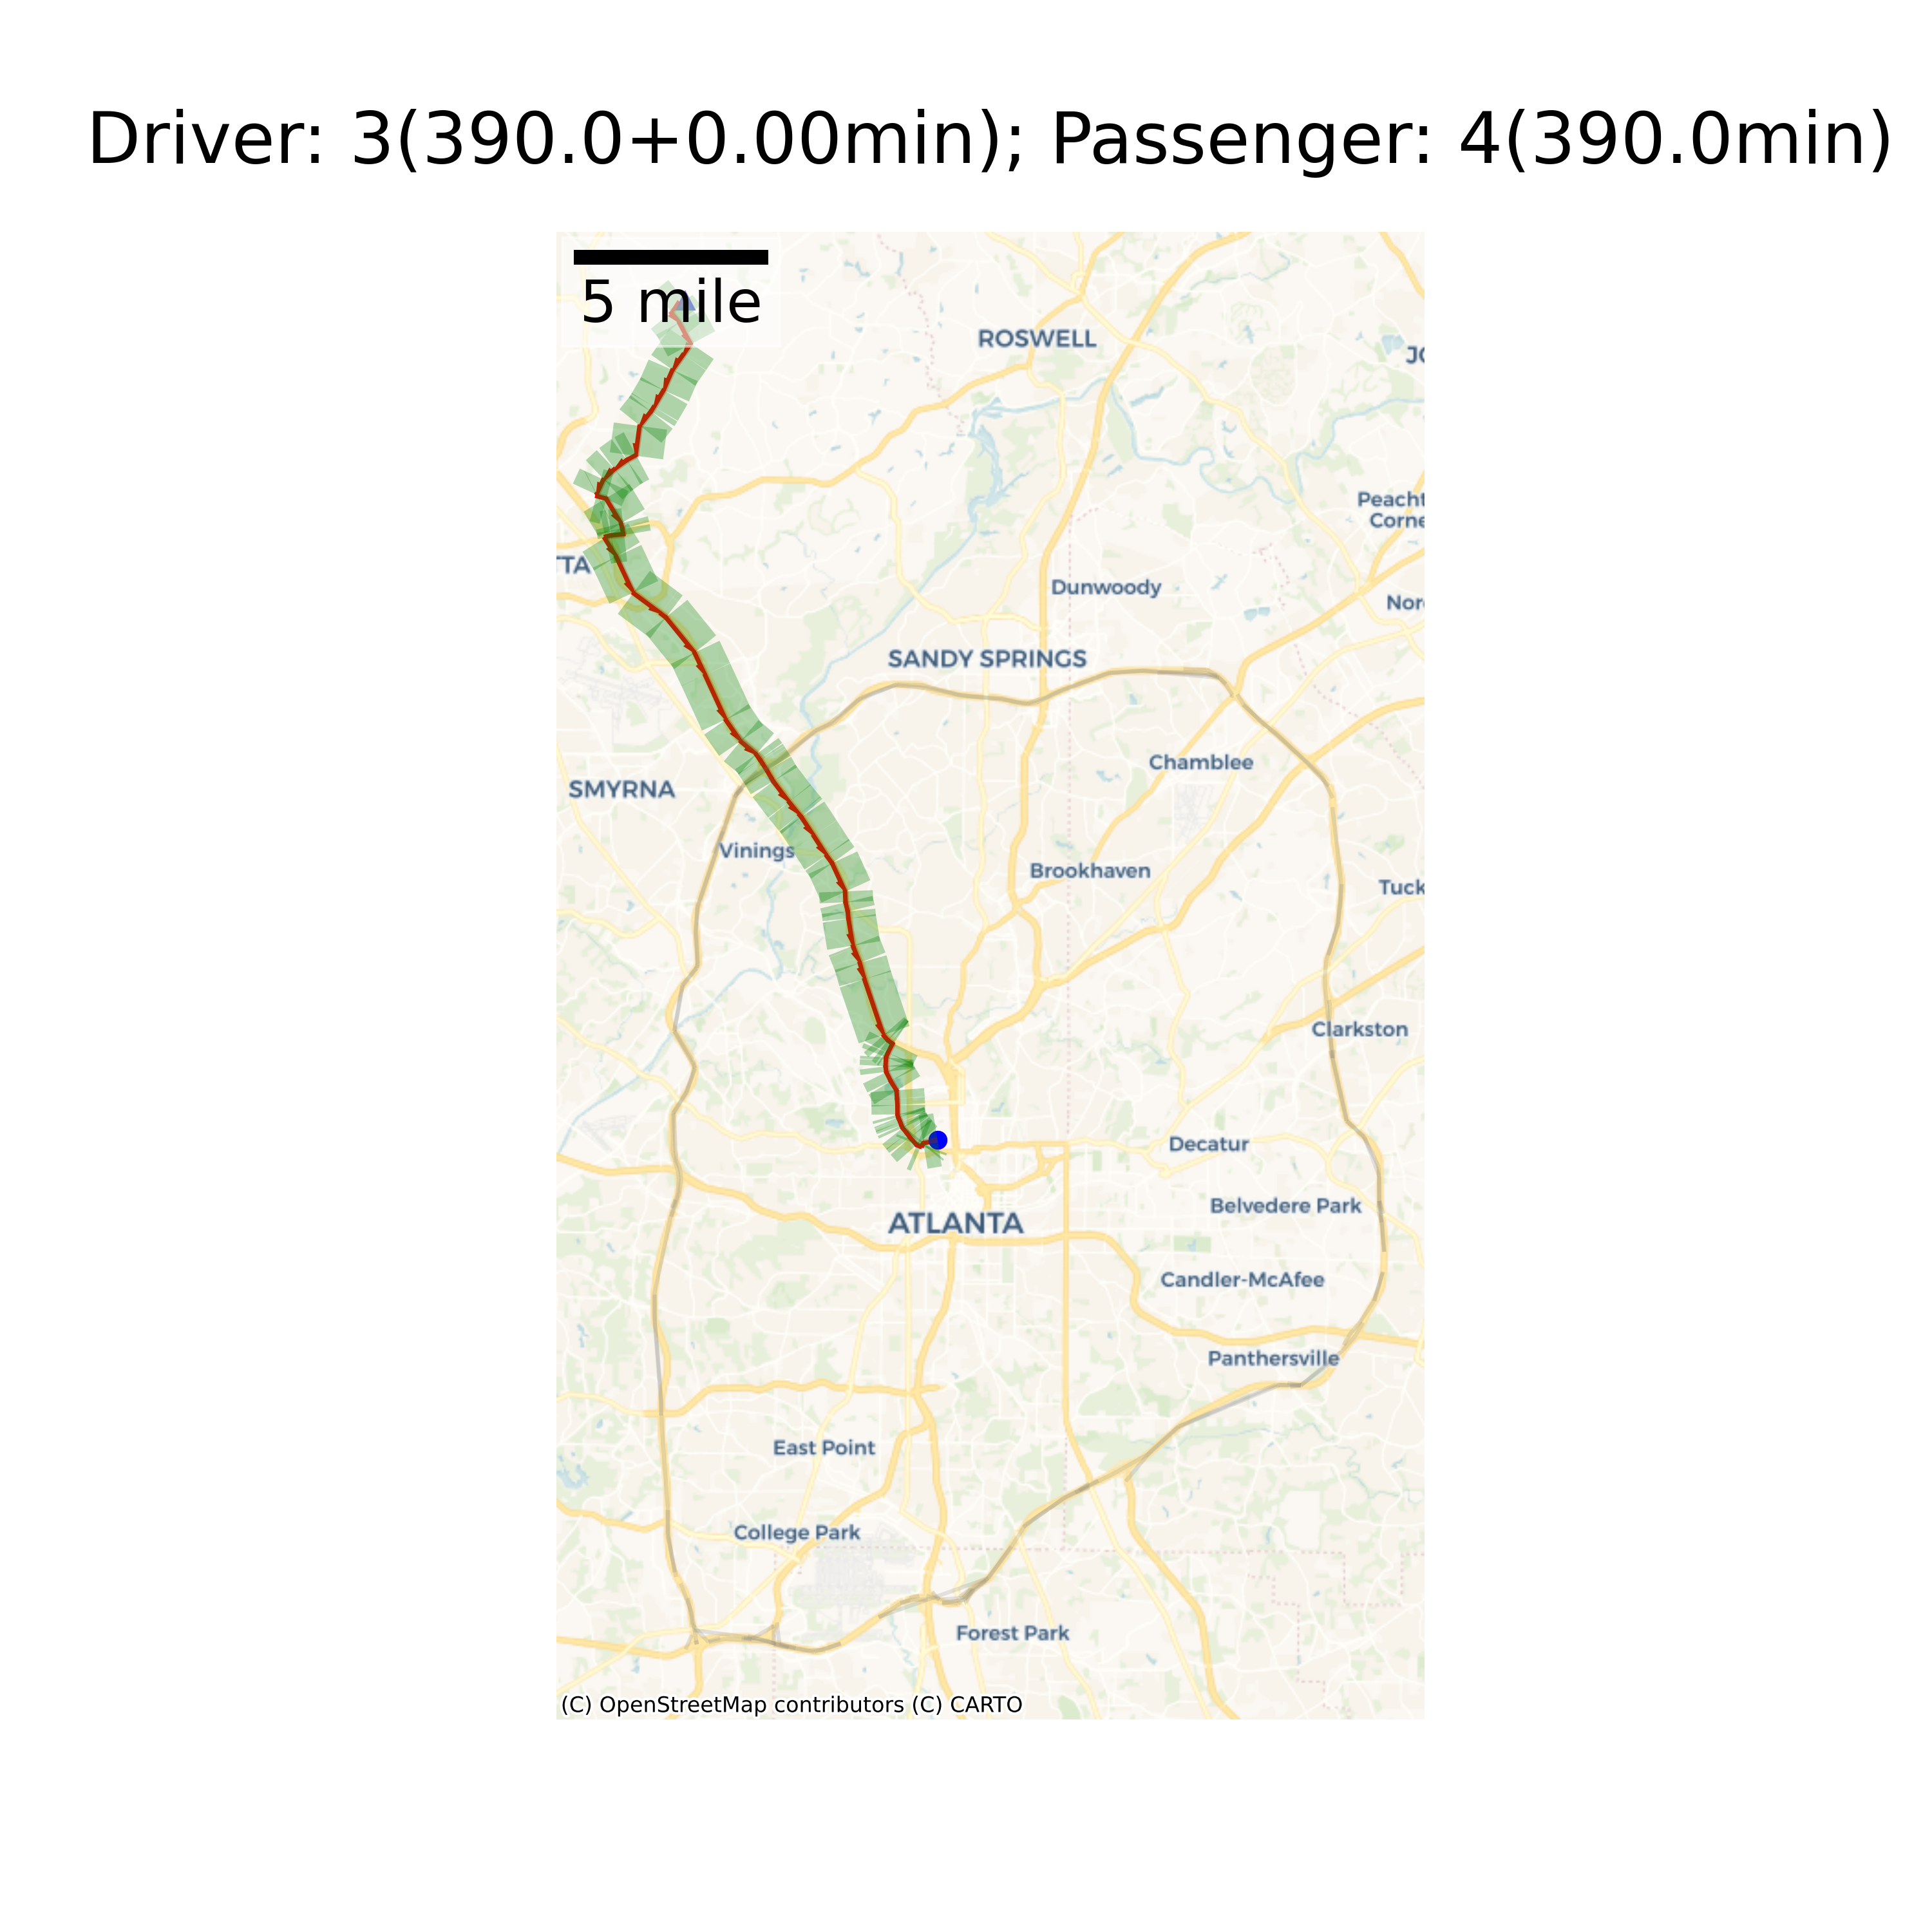 Driver: 3(390.0+0.00min); Passenger: 4(390.0min)
5 mile
ROSWELL
JO
Peacht
Corne
TTA
Dunwoody
Nor
SANDY SPRINGS
Chamblee
SMYRNA
Vinings
Brookhaven
Tuck
Clarkston
Decatur
Belvedere Park
ATLANTA
Candler-McAfee
Panthersville
East Point
College Park
Forest Park
(C) OpenStreetMap contributors (C) CARTO